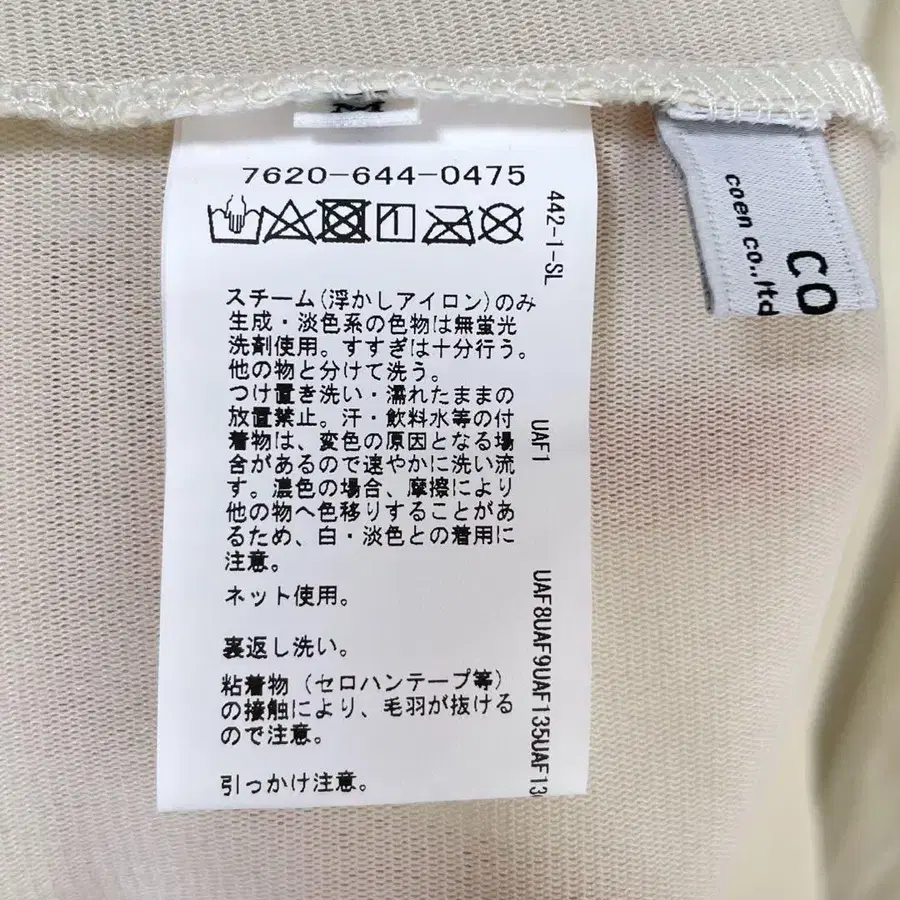 M
7620-644-0475
スチーム(浮かしアイロン)のみ
生成・淡色系の色物は無蛍光
洗剤使用。すすぎは十分行う。
他の物と分けて洗う。
つけ置き洗い・濡れたままの
放置禁止。汗・飲料水等の付
着物は、変色の原因となる場
合があるので速やかに洗い流
す。濃色の場合、摩擦により
他の物へ色移りすることがあ
るため、白・淡色との着用に
注意。
ネット使用。
裏返し洗い。
粘着物(セロハンテープ等)
の接触により、毛羽が抜ける
ので注意。
引っかけ注意。
442-1-SL
UAF1
UAF8UAF9UAF135UAF13
CO
coen co.,ltd